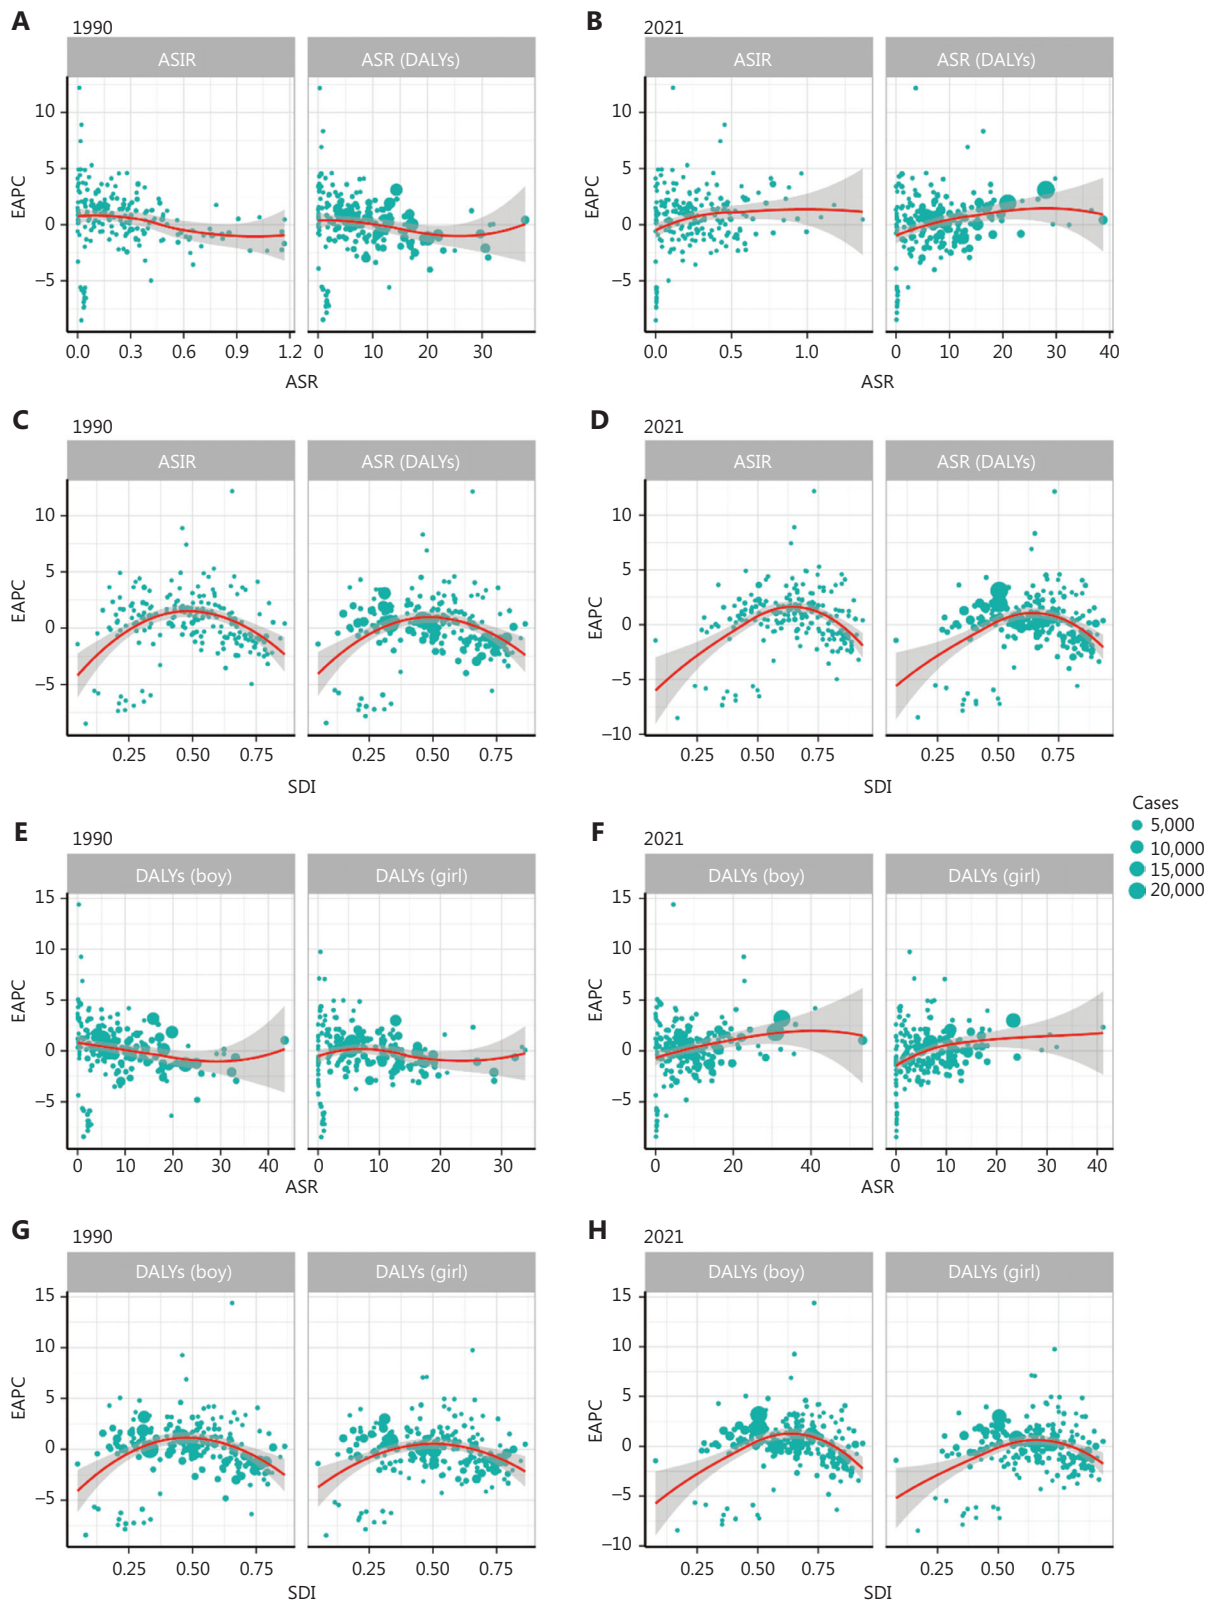 A 1990 B 2021
ASIR ASR (DALYs) ASIR ASR (DALYs)
EAPC 10 5 0 −5 EAPC 10 5 0 −5
0.0 0.3 0.6 0.9 1.2 0 10 20 30 0.0 0.5 1.0 0 10 20 30 40
ASR ASR
C 1990 D 2021
ASIR ASR (DALYs) ASIR ASR (DALYs)
EAPC 10 5 0 −5 EAPC 10 5 0 −5 −10
0.25 0.50 0.75 0.25 0.50 0.75 0.25 0.50 0.75 0.25 0.50 0.75
SDI SDI
Cases
5,000
10,000
15,000
20,000
E 1990 F 2021
DALYs (boy) DALYs (girl) DALYs (boy) DALYs (girl)
EAPC 15 10 5 0 −5 EAPC 15 10 5 0 −5
0 10 20 30 40 0 10 20 30 0 20 40 0 10 20 30 40
ASR ASR
G 1990 H 2021
DALYs (boy) DALYs (girl) DALYs (boy) DALYs (girl)
EAPC 15 10 5 0 −5 EAPC 15 10 5 0 −5 −10
0.25 0.50 0.75 0.25 0.50 0.75 0.25 0.50 0.75 0.25 0.50 0.75
SDI SDI